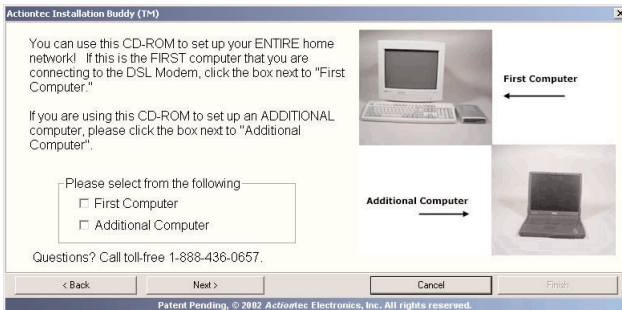 Actiontec Installation Buddy (TM)
You can use this CD-ROM to set up your ENTIRE home
network! If this is the FIRST computer that you are
connecting to the DSL Modem, click the box next to "First
Computer."
If you are using this CD-ROM to set up an ADDITIONAL
computer, please click the box next to "Additional
Computer".
Please select from the following
First Computer
Additional Computer
Questions? Call toll-free 1-888-436-0657.
First Computer
Additional Computer
< Back
Next >
Cancel
Finish
Patent Pending, © 2002 Actiontec Electronics, Inc. All rights reserved.